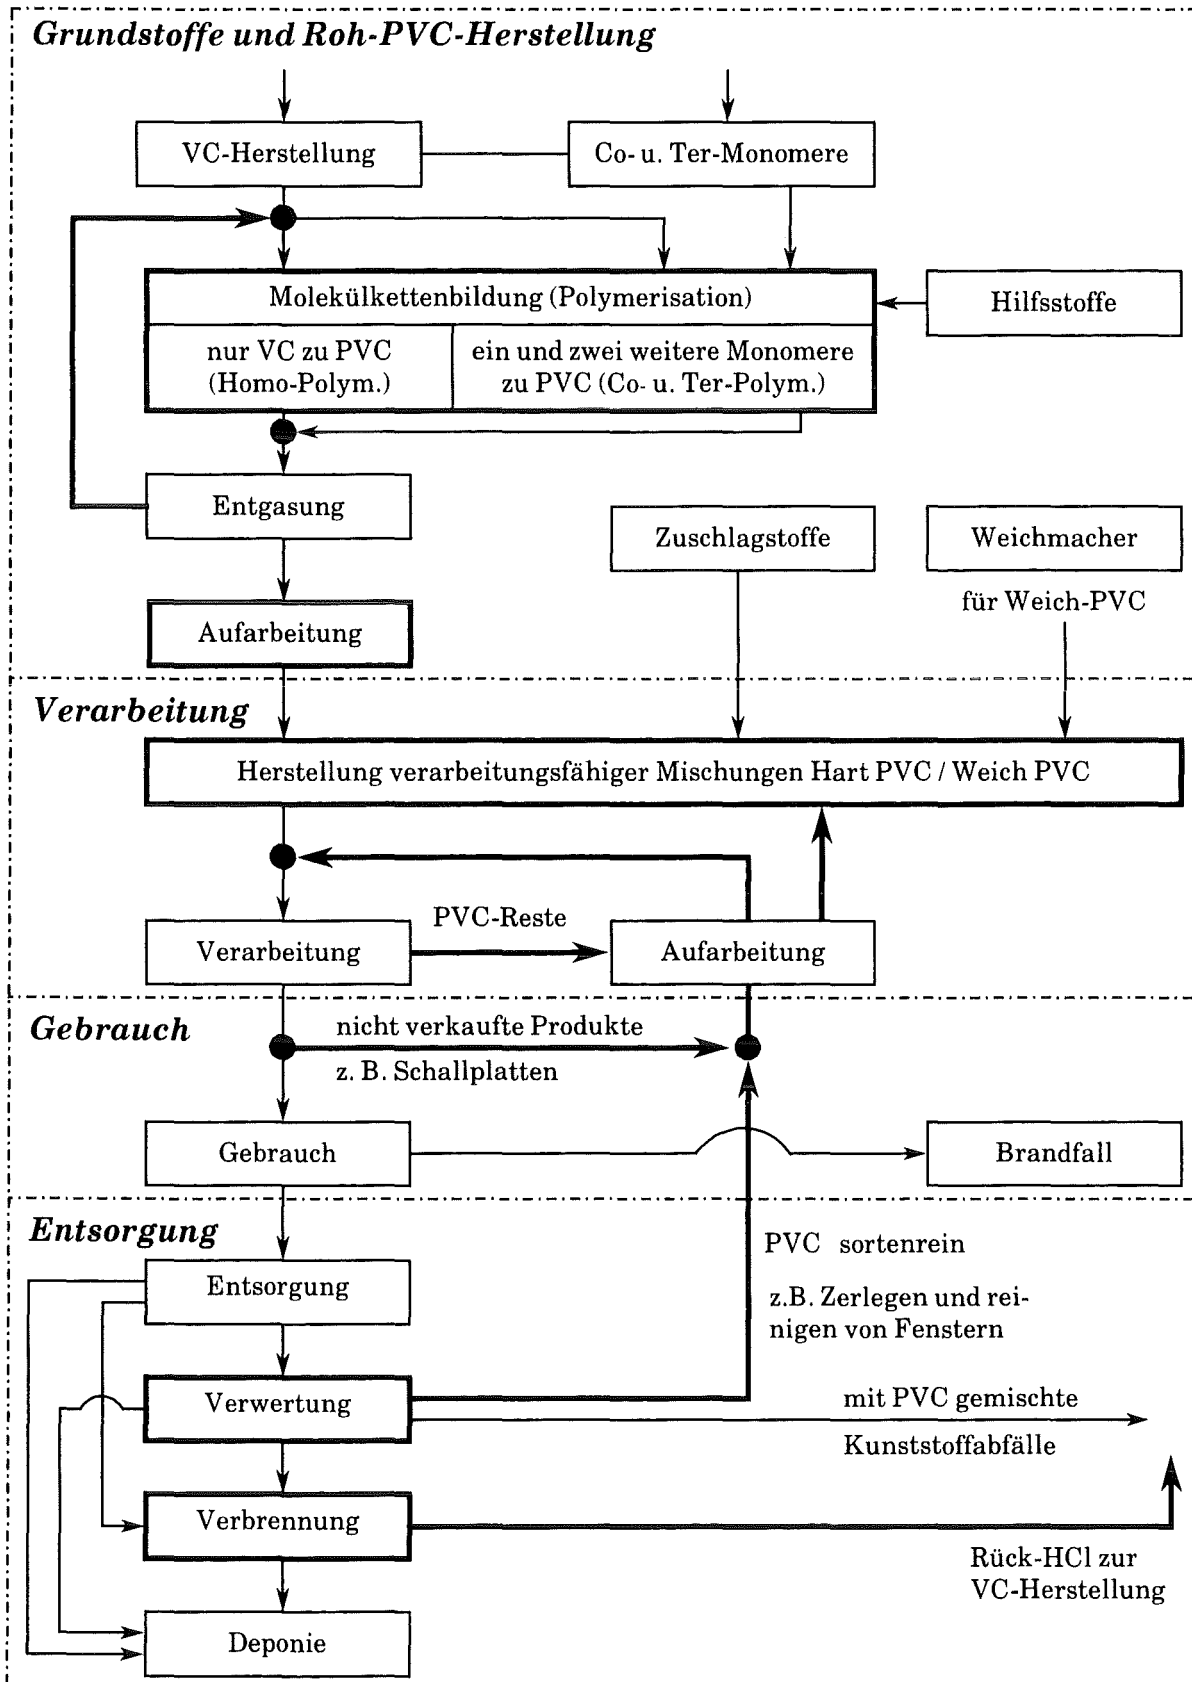 Grundstoffe und Roh-PVC-Herstellung
VC-Herstellung
Co- u. Ter-Monomere
Molekülkettenbildung (Polymerisation)
Hilfsstoffe
nur VC zu PVC
(Homo-Polym.)
ein und zwei weitere Monomere
zu PVC (Co- u. Ter-Polym.)
Entgasung
Zuschlagstoffe
Weichmacher
für Weich-PVC
Aufarbeitung
Verarbeitung
Herstellung verarbeitungsfähiger Mischungen Hart PVC / Weich PVC
PVC-Reste
Verarbeitung
Aufarbeitung
Gebrauch
nicht verkaufte Produkte
z. B. Schallplatten
Gebrauch
Brandfall
Entsorgung
PVC sortenrein
Entsorgung
z.B. Zerlegen und rei-
nigen von Fenstern
Verwertung
mit PVC gemischte
Kunststoffabfälle
Verbrennung
Rück-HCl zur
VC-Herstellung
Deponie